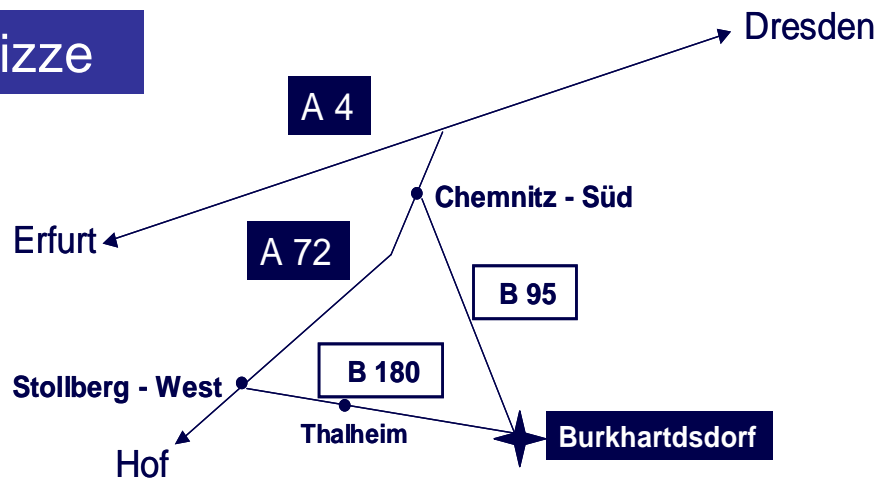 Dresden
izze
A 4
Chemnitz - Süd
Erfurt
A 72
B 95
B 180
Stollberg - West
Thalheim
Burkhartdsdorf
Hof